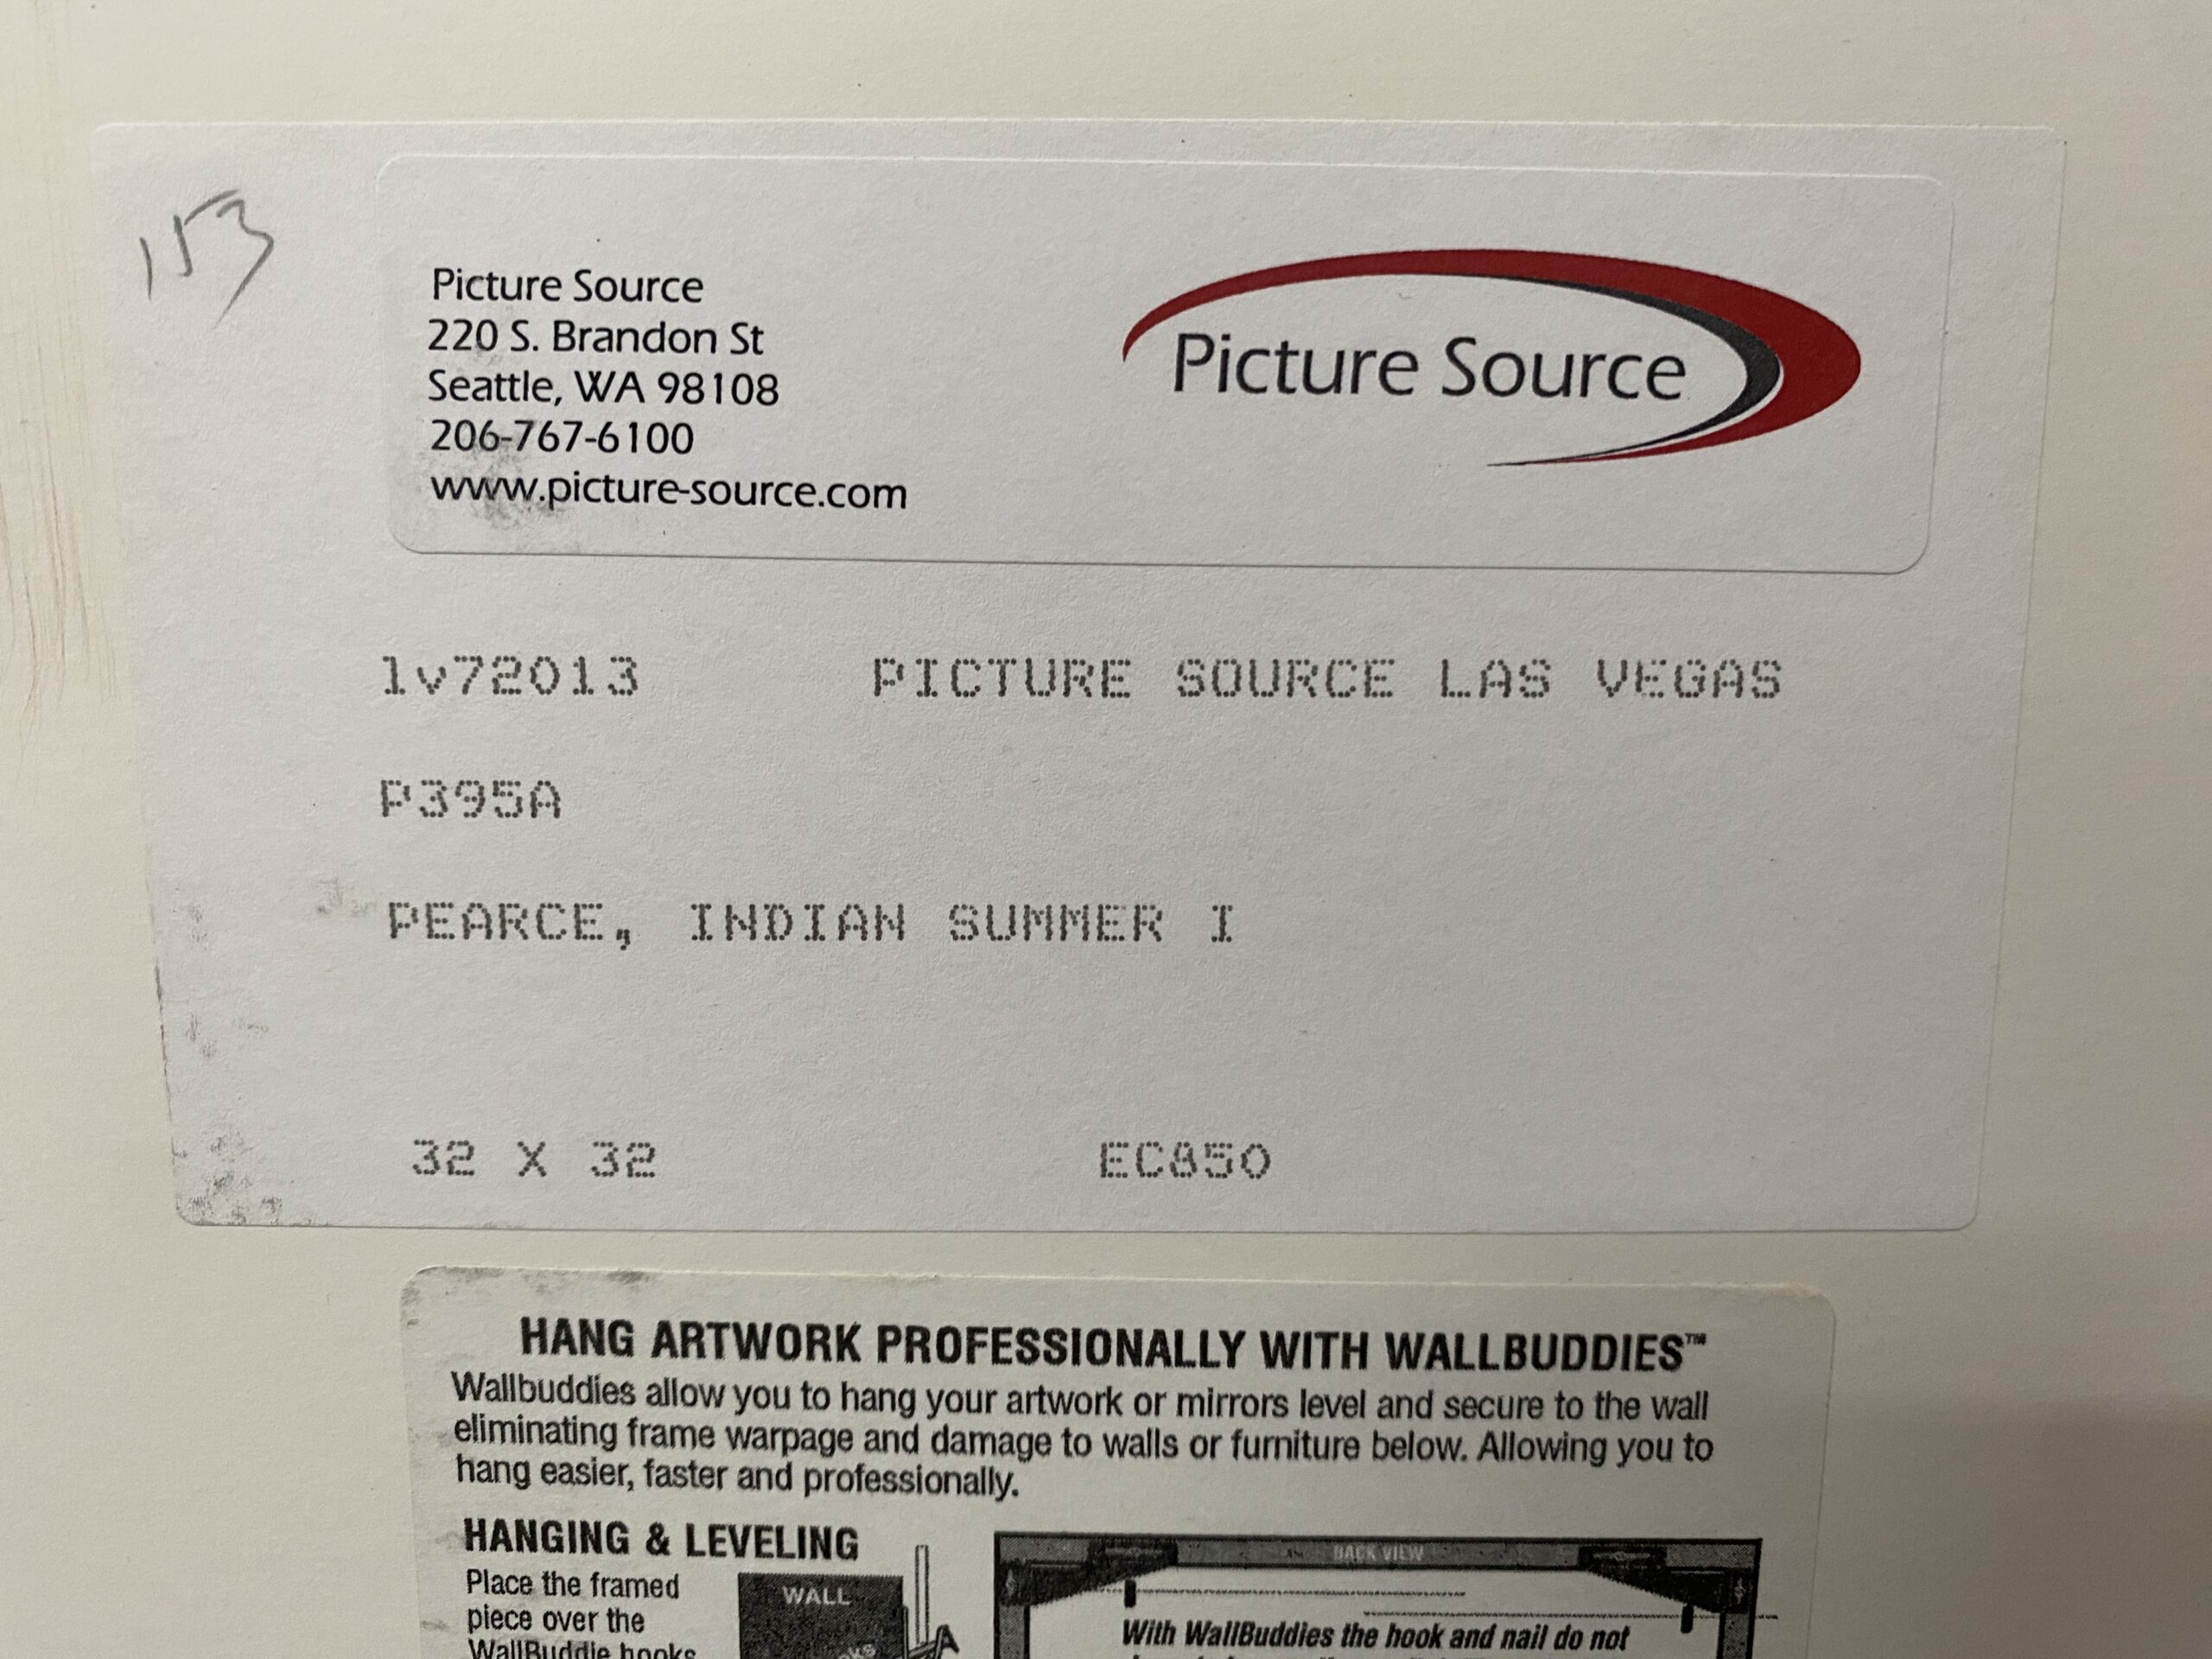 153
Picture Source
220 S. Brandon St
Seattle, WA 98108
206-767-6100
www.picture-source.com
Picture Source
lv72013 PICTURE SOURCE LAS VEGAS
P395A
PEARCE, INDIAN SUMMER I
32 X 32 EC850
HANG ARTWORK PROFESSIONALLY WITH WALLBUDDIES™
Wallbuddies allow you to hang your artwork or mirrors level and secure to the wall
eliminating frame warpage and damage to walls or furniture below. Allowing you to
hang easier, faster and professionally.
HANGING & LEVELING
Place the framed
piece over the
WallBuddie hooks
WALL
A
BACK VIEW
With WallBuddies the hook and nail do not